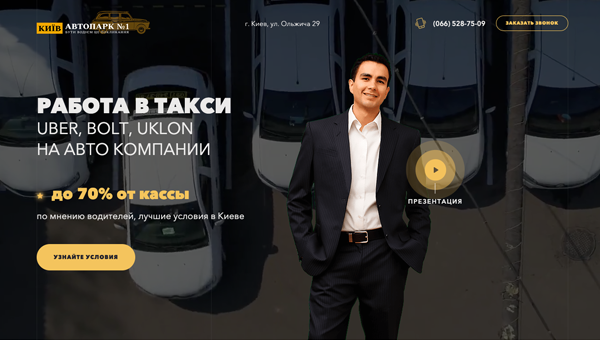 КИЇВ АВТОПАРК №1
г. Киев, ул. Ольжича 29
(066) 528-75-09
ЗАКАЗАТЬ ЗВОНОК
РАБОТА В ТАКСИ
UBER, BOLT, UKLON
НА АВТО КОМПАНИИ
до 70% от кассы
по мнению водителей, лучшие условия в Киеве
УЗНАЙТЕ УСЛОВИЯ
ПРЕЗЕНТАЦИЯ